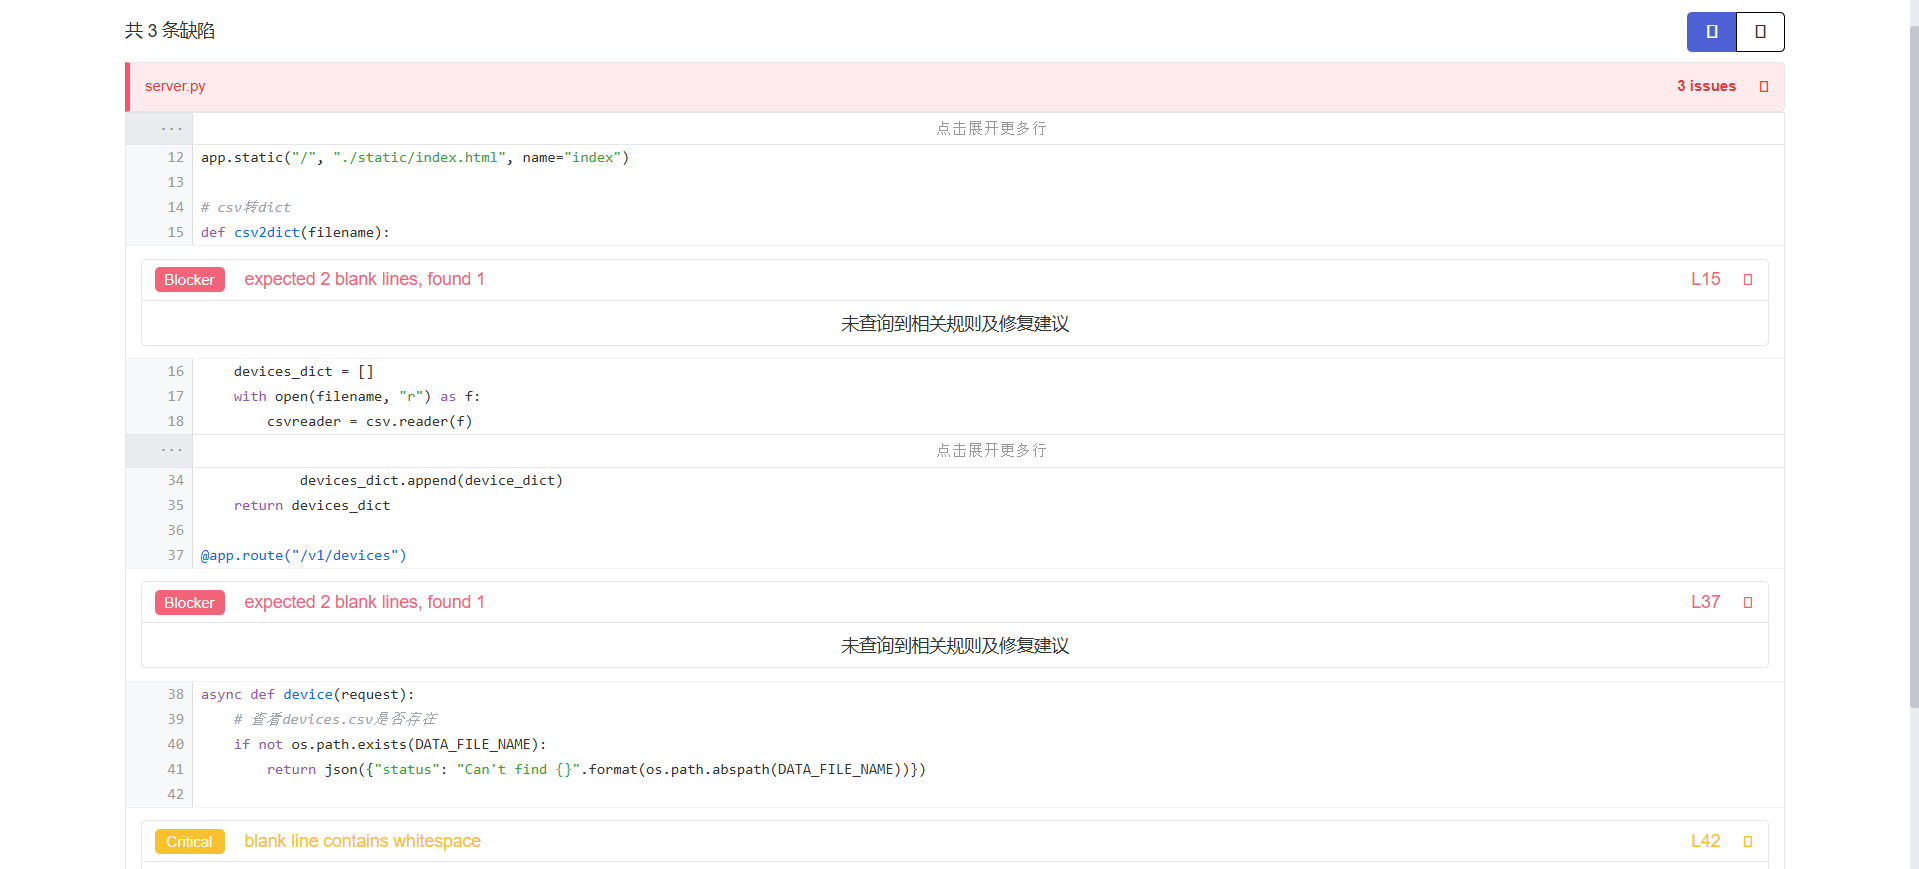 共 3 条缺陷
server.py 3 issues
... 点击展开更多行
12 app.static("/", "./static/index.html", name="index")
13
14 # csv转dict
15 def csv2dict(filename):
Blocker expected 2 blank lines, found 1 L15
未查询到相关规则及修复建议
16 devices_dict = []
17 with open(filename, "r") as f:
18 csvreader = csv.reader(f)
... 点击展开更多行
34 devices_dict.append(device_dict)
35 return devices_dict
36
37 @app.route("/v1/devices")
Blocker expected 2 blank lines, found 1 L37
未查询到相关规则及修复建议
38 async def device(request):
39 # 查看devices.csv是否存在
40 if not os.path.exists(DATA_FILE_NAME):
41 return json({"status": "Can't find {}".format(os.path.abspath(DATA_FILE_NAME))})
42
Critical blank line contains whitespace L42